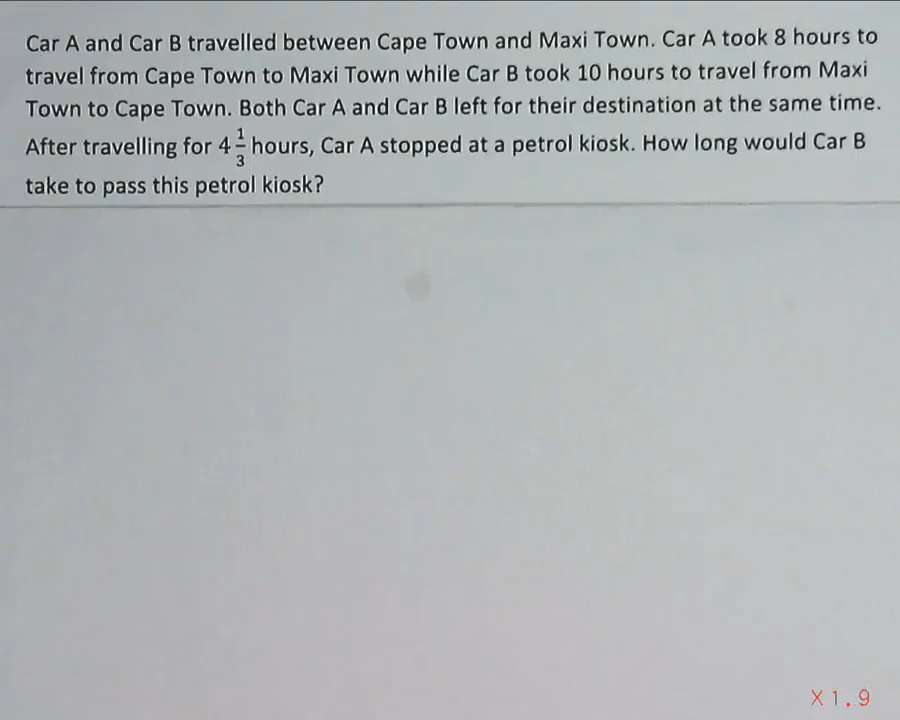 Car A and Car B travelled between Cape Town and Maxi Town. Car A took 8 hours to
travel from Cape Town to Maxi Town while Car B took 10 hours to travel from Maxi
Town to Cape Town. Both Car A and Car B left for their destination at the same time.
After travelling for 4 1/3 hours, Car A stopped at a petrol kiosk. How long would Car B
take to pass this petrol kiosk?
X1.9